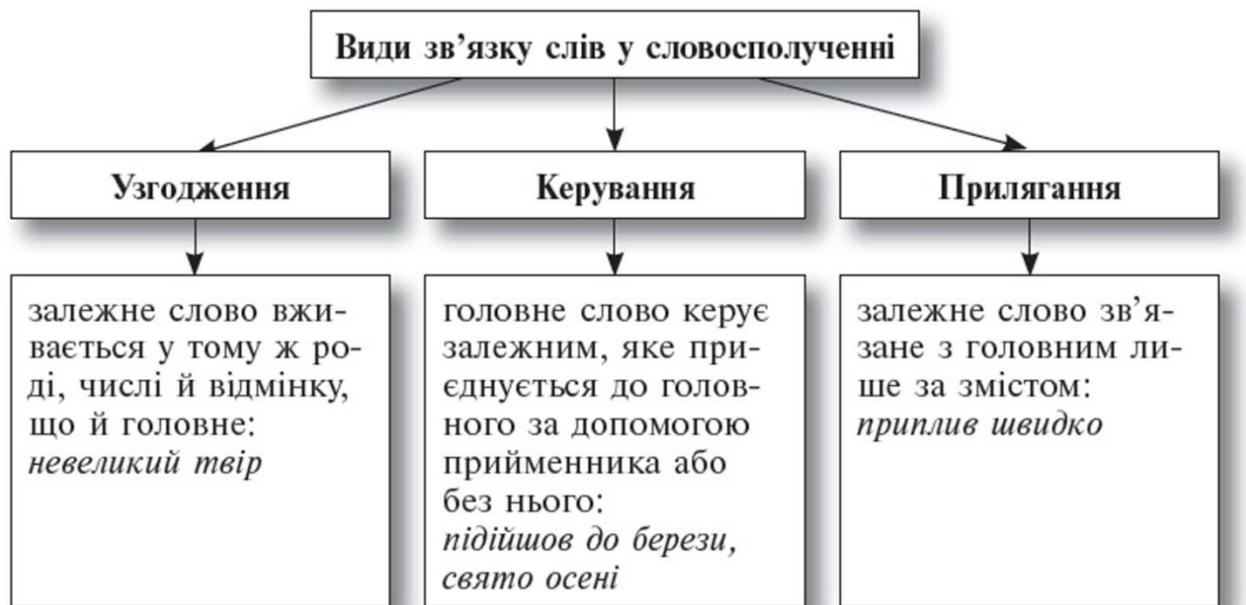 Види зв’язку слів у словосполученні
Узгодження
Керування
Прилягання
залежне слово вжи-
вається у тому ж ро-
ді, числі й відмінку,
що й головне:
невеликий твір
головне слово керує
залежним, яке при-
єднується до голов-
ного за допомогою
прийменника або
без нього:
підійшов до берези,
свято осені
залежне слово зв’я-
зане з головним ли-
ше за змістом:
приплив швидко